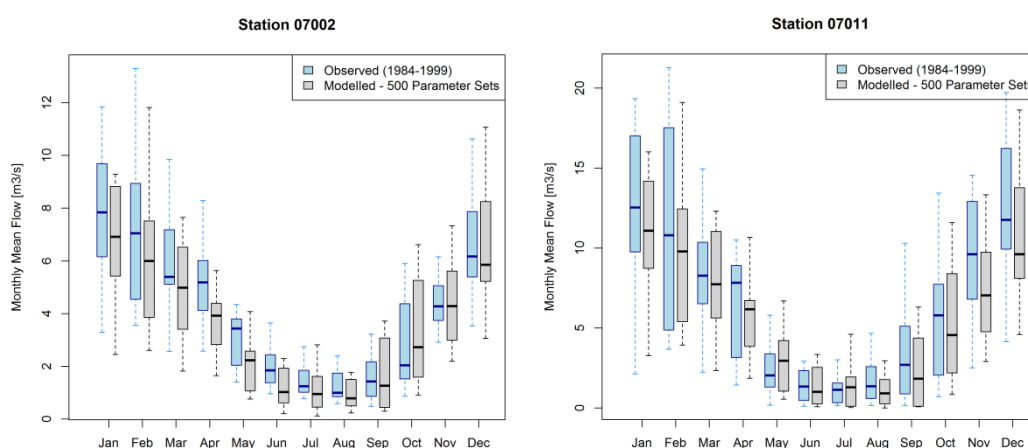 Station 07002
Observed (1984-1999)
Modelled - 500 Parameter Sets
Monthly Mean Flow [m3/s]
12
10
8
6
4
2
0
Jan Feb Mar Apr May Jun Jul Aug Sep Oct Nov Dec
Station 07011
Observed (1984-1999)
Modelled - 500 Parameter Sets
Monthly Mean Flow [m3/s]
20
15
10
5
0
Jan Feb Mar Apr May Jun Jul Aug Sep Oct Nov Dec